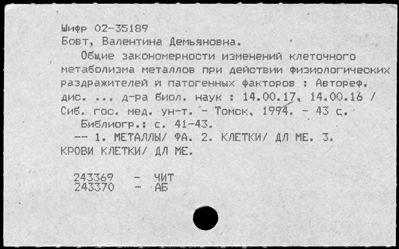 Шифр 02-35189
Бовт, Валентина Демьяновна.
Общие закономерности изменений клеточного
метаболизма металлов при действии физиологических
раздражителей и патогенных факторов : Автореф.
дис. ... д-ра биол. наук : 14.00.17, 14.00.16 /
Сиб. гос. мед. ун-т. - Томск, 1994. - 43 с.
Библиогр.: с. 41-43.
-- 1. МЕТАЛЛЫ/ ФА. 2. КЛЕТКИ/ ДЛ МЕ. 3.
КРОВИ КЛЕТКИ/ ДЛ МЕ.
243369 - ЧИТ
243370 - АБ